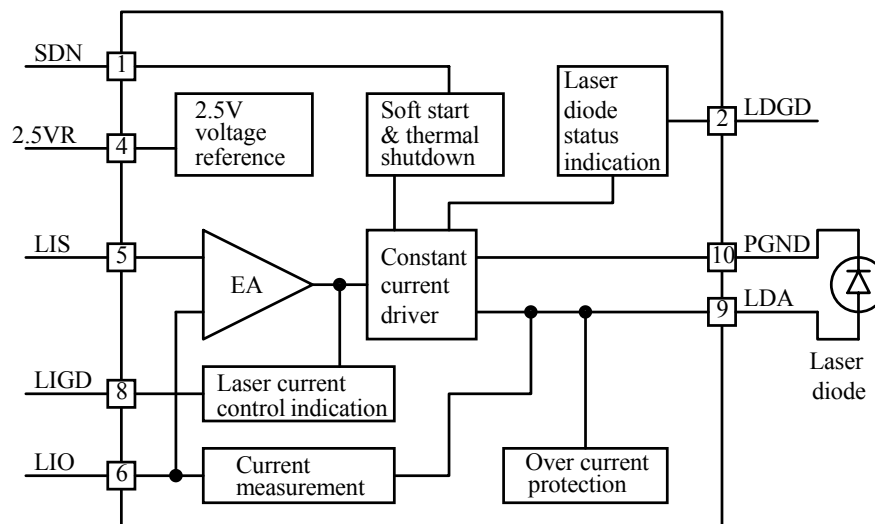 SDN
1
2.5VR
4
2.5V
voltage
reference
Soft start
& thermal
shutdown
Laser
diode
status
indication
2
LDGD
LIS
5
EA
Constant
current
driver
10
PGND
9
LDA
Laser
diode
LIGD
8
Laser current
control indication
LIO
6
Current
measurement
Over current
protection